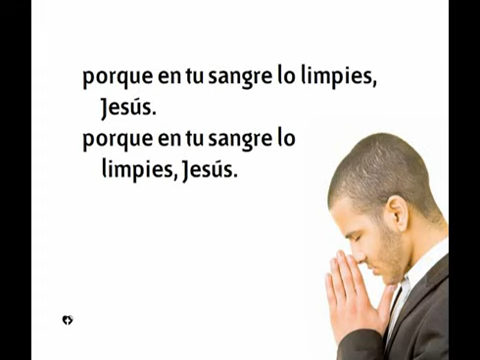 porque en tu sangre lo limpies,
Jesús.
porque en tu sangre lo
limpies, Jesús.